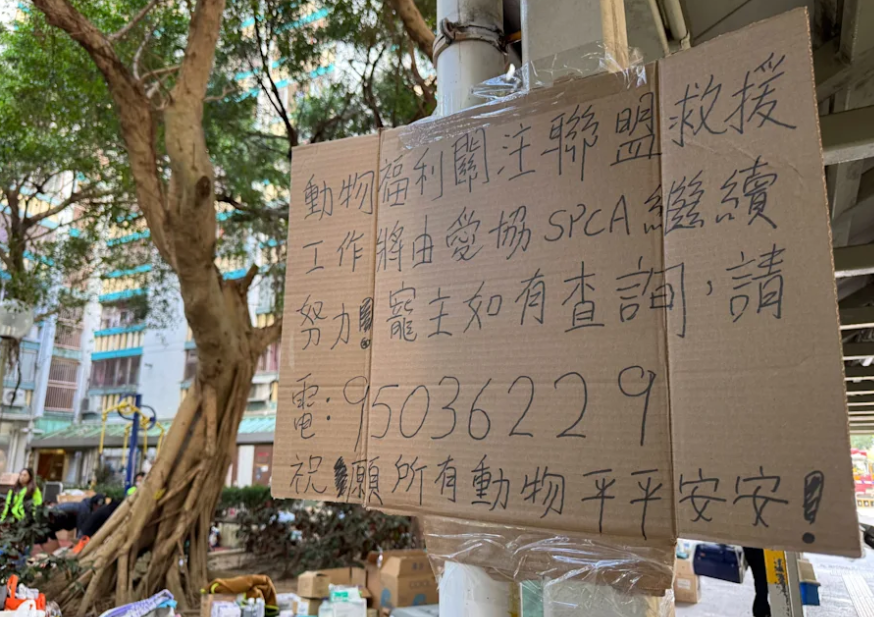 動物福利關注聯盟救援
工作將由愛協SPCA繼續
努力!寵主如有查詢，請
電:95036229
祝願所有動物平平安安!